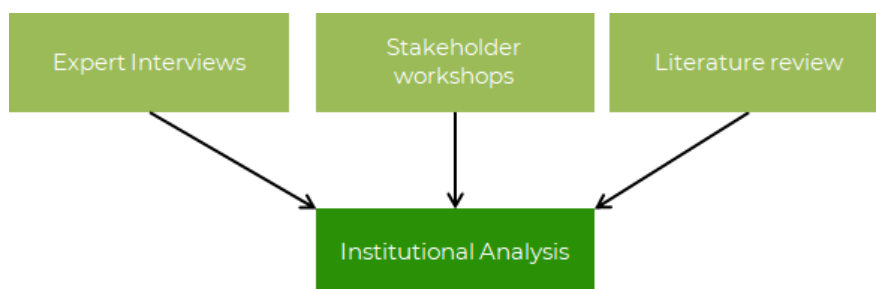 Expert Interviews
Stakeholder
workshops
Literature review
Institutional Analysis